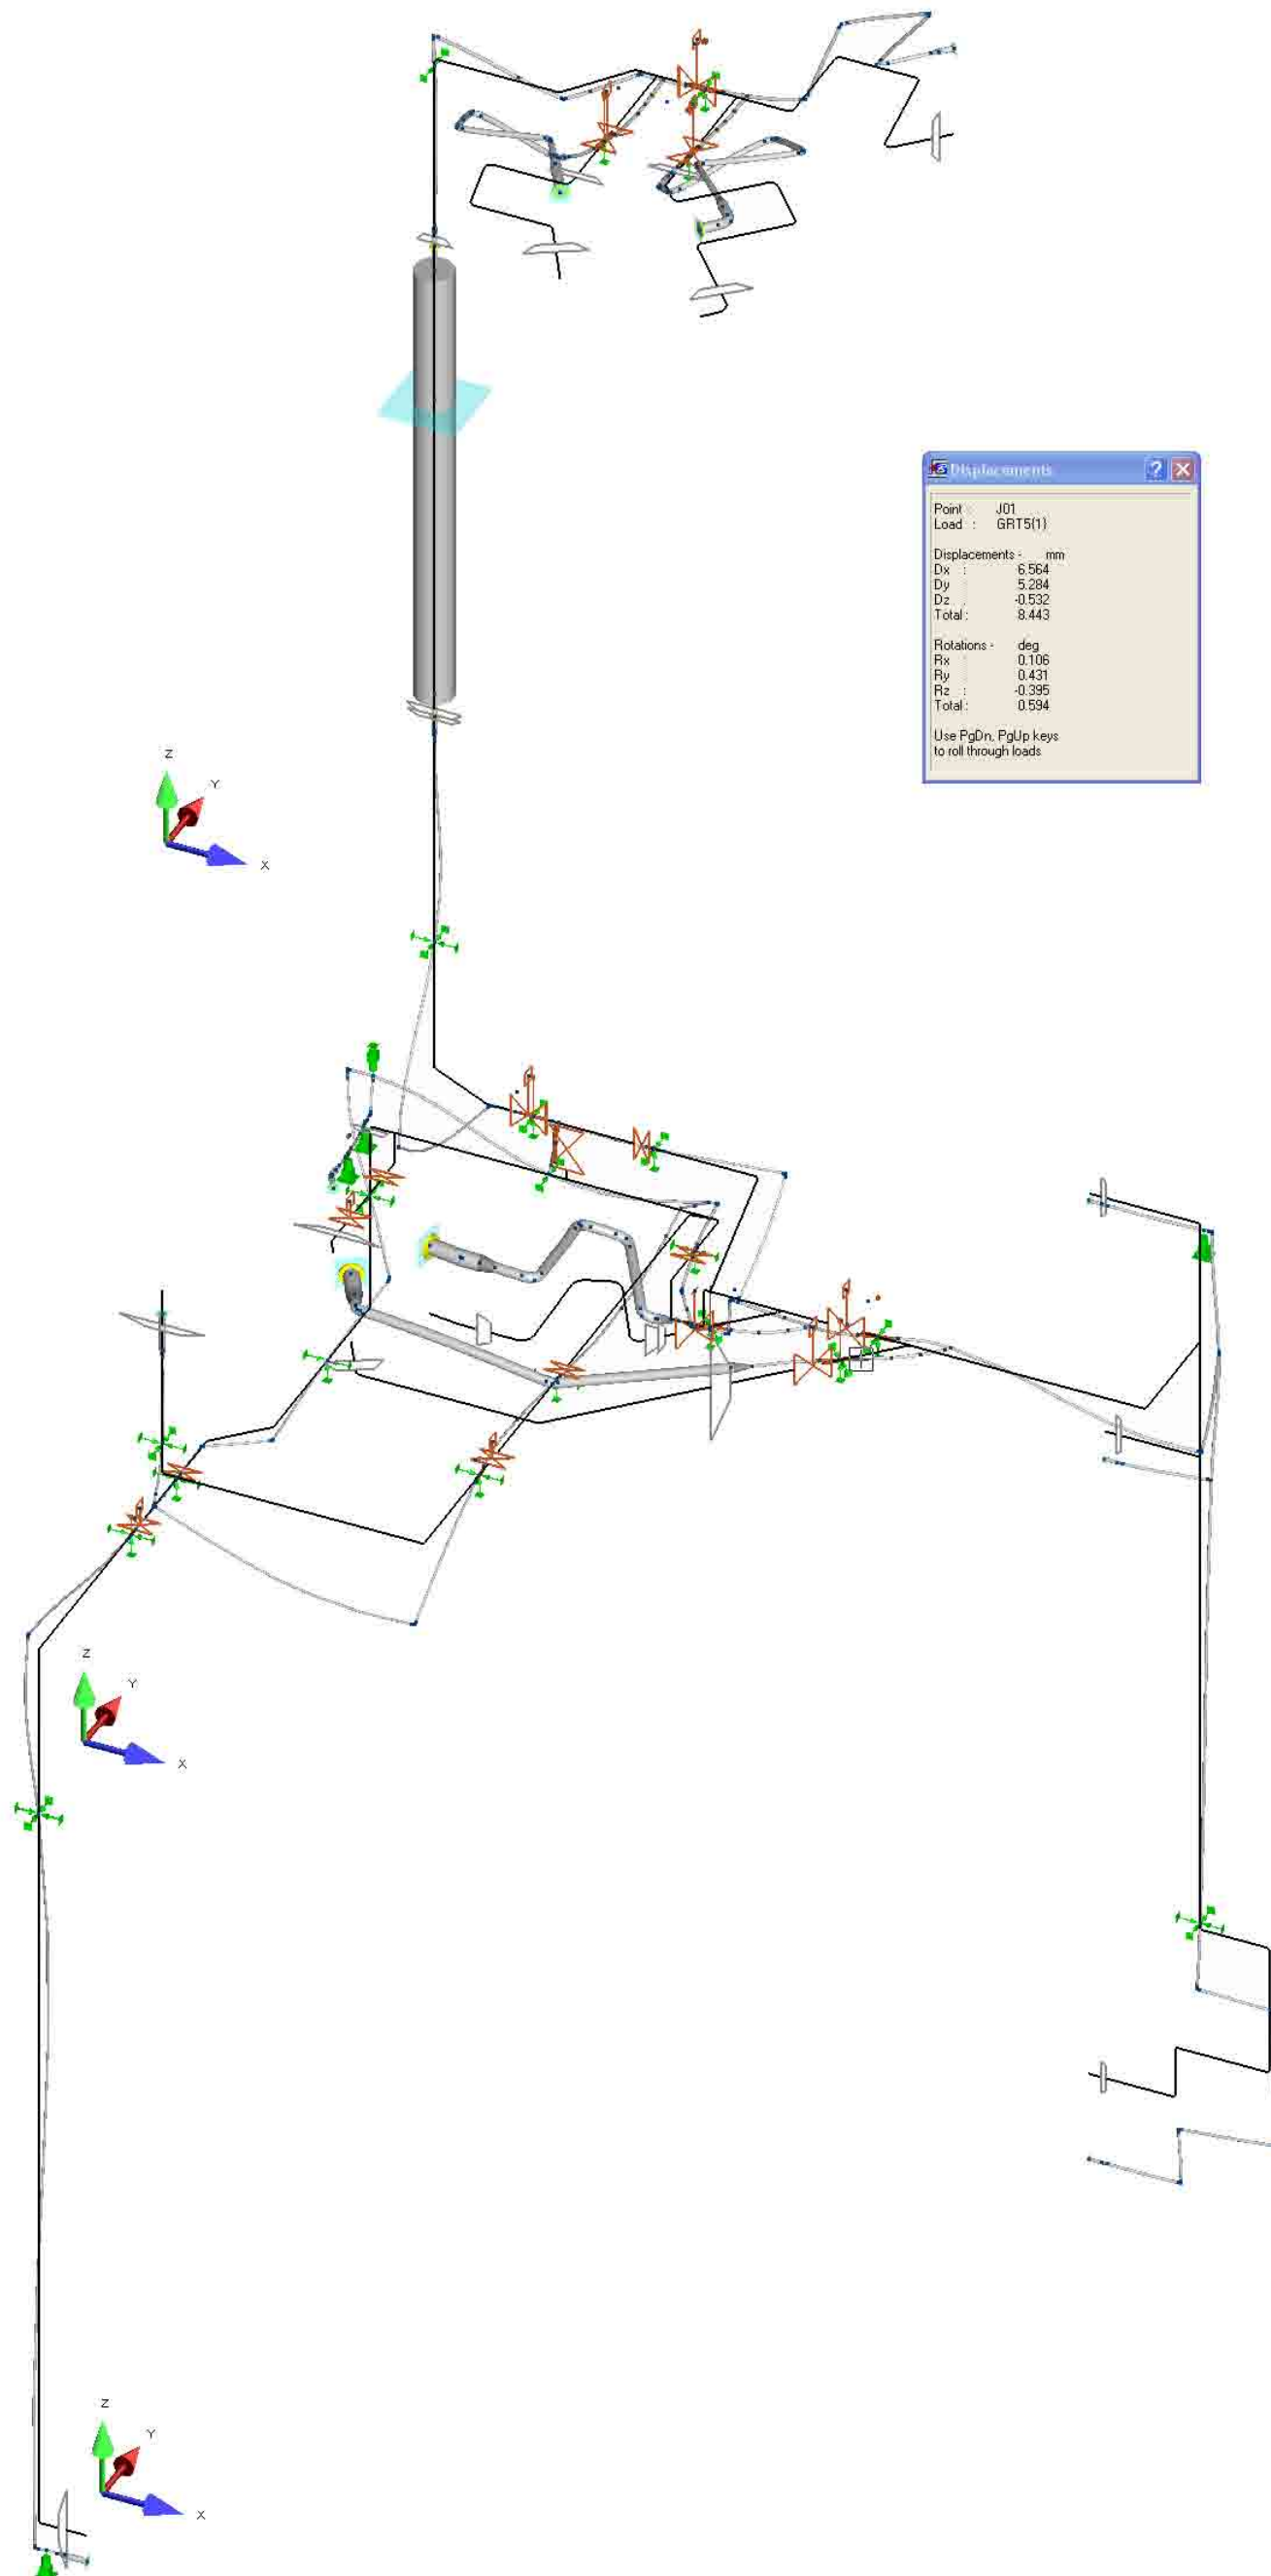 Displacements
Point : J01
Load : GRT5(1)
Displacements - mm
Dx : 6.564
Dy : 5.284
Dz : -0.532
Total : 8.443
Rotations - deg
Rx : 0.106
Ry : 0.431
Rz : -0.395
Total : 0.594
Use PgDn, PgUp keys
to roll through loads
Z
Y
X
Z
Y
X
Z
Y
X